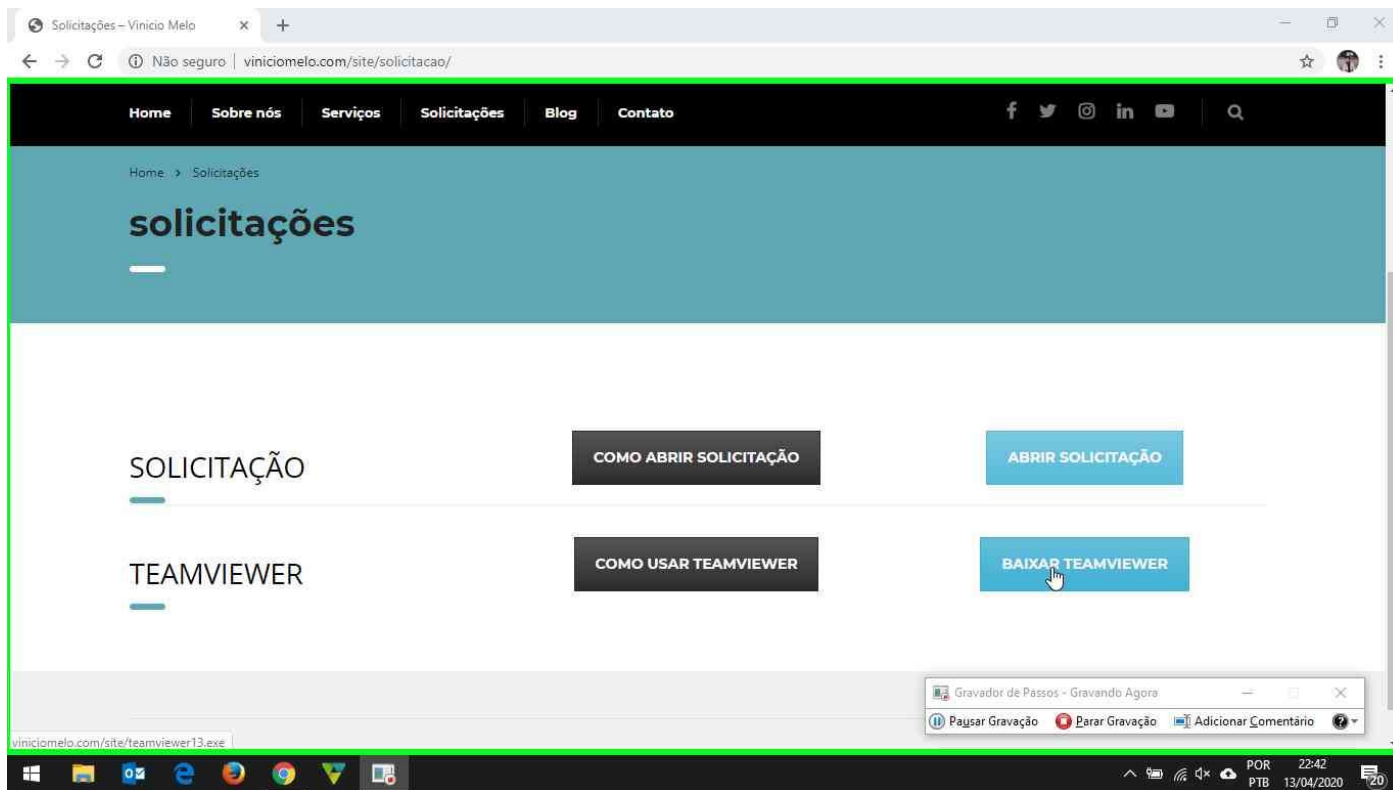 Solicitações – Vinicio Melo
Não seguro | viniciomelo.com/site/solicitacao/
Home Sobre nós Serviços Solicitações Blog Contato
Home > Solicitações
solicitações
SOLICITAÇÃO COMO ABRIR SOLICITAÇÃO ABRIR SOLICITAÇÃO
TEAMVIEWER COMO USAR TEAMVIEWER BAIXAR TEAMVIEWER
Gravador de Passos - Gravando Agora
Pausar Gravação Parar Gravação Adicionar Comentário
viniciomelo.com/site/teamviewer13.exe
POR 22:42
PTB 13/04/2020 20